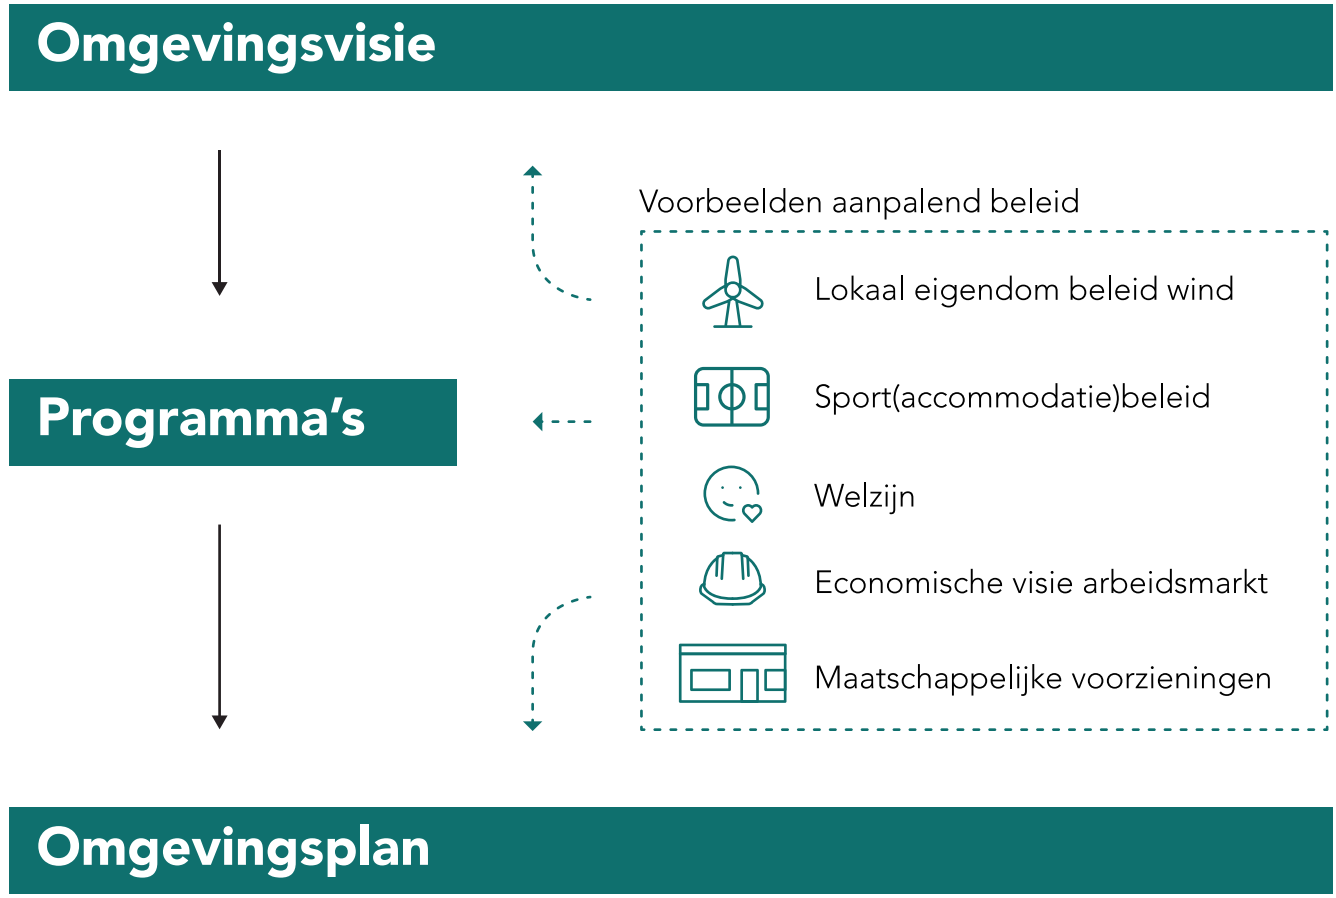 Omgevingsvisie
Voorbeelden aanpalend beleid
Lokaal eigendom beleid wind
Sport(accommodatie)beleid
Programma’s
Welzijn
Economische visie arbeidsmarkt
Maatschappelijke voorzieningen
Omgevingsplan